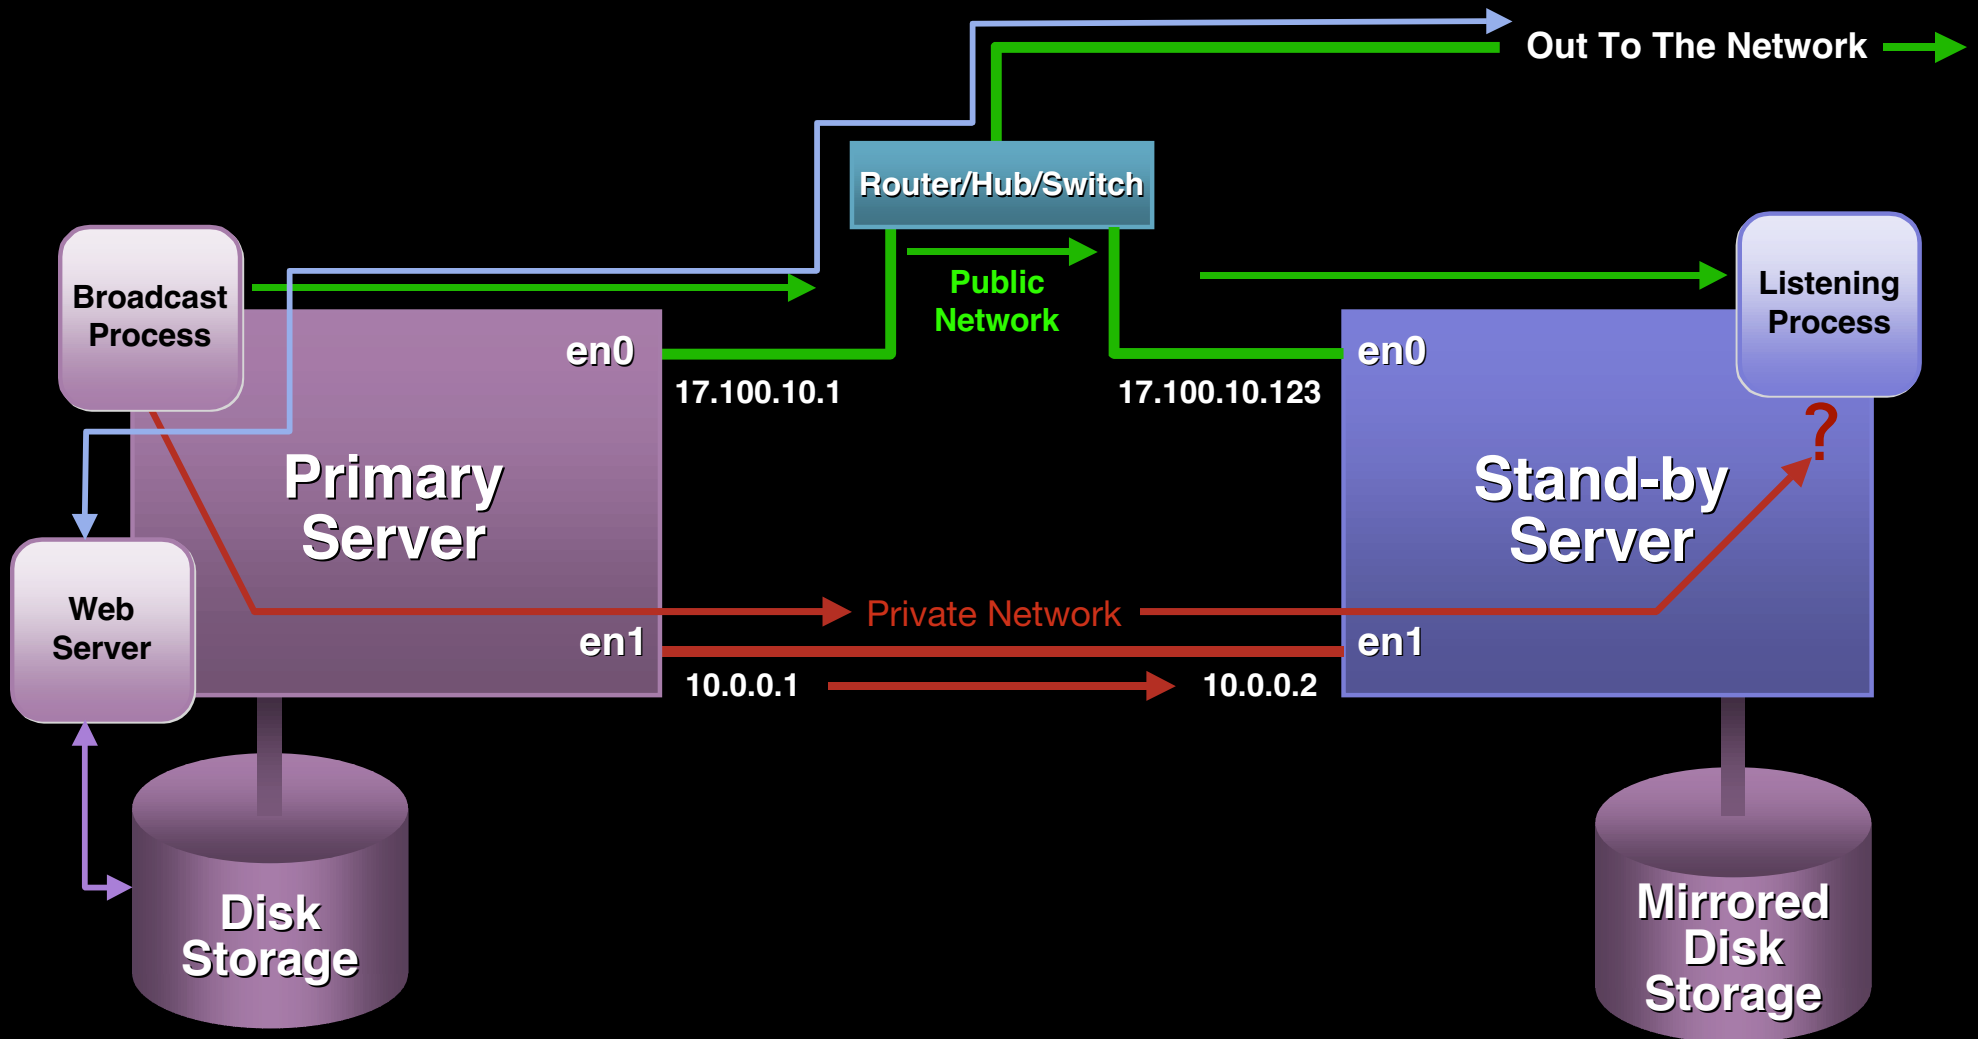 Out To The Network
Router/Hub/Switch
Broadcast
Process
Public
Network
Listening
Process
en0
en0
17.100.10.1
17.100.10.123
?
Primary
Server
Stand-by
Server
Web
Server
Private Network
en1
en1
10.0.0.1
10.0.0.2
Disk
Storage
Mirrored
Disk
Storage